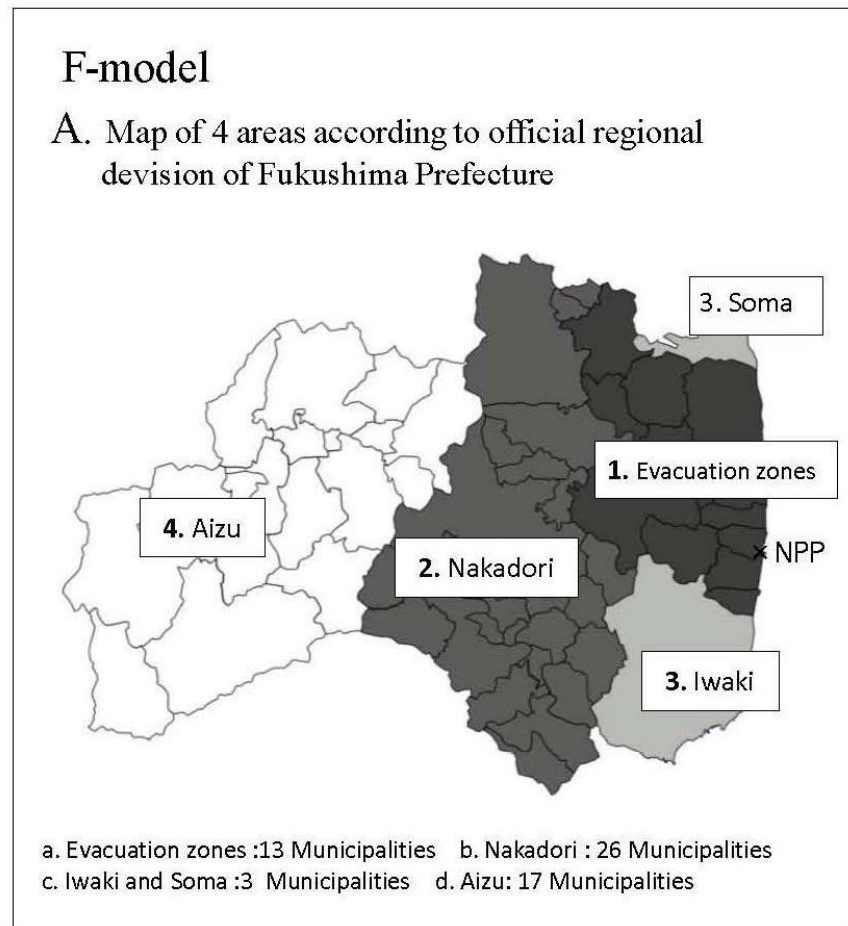 F-model
A. Map of 4 areas according to official regional
devision of Fukushima Prefecture
3. Soma
1. Evacuation zones
4. Aizu
2. Nakadori
× NPP
3. Iwaki
a. Evacuation zones :13 Municipalities b. Nakadori : 26 Municipalities
c. Iwaki and Soma :3 Municipalities d. Aizu: 17 Municipalities